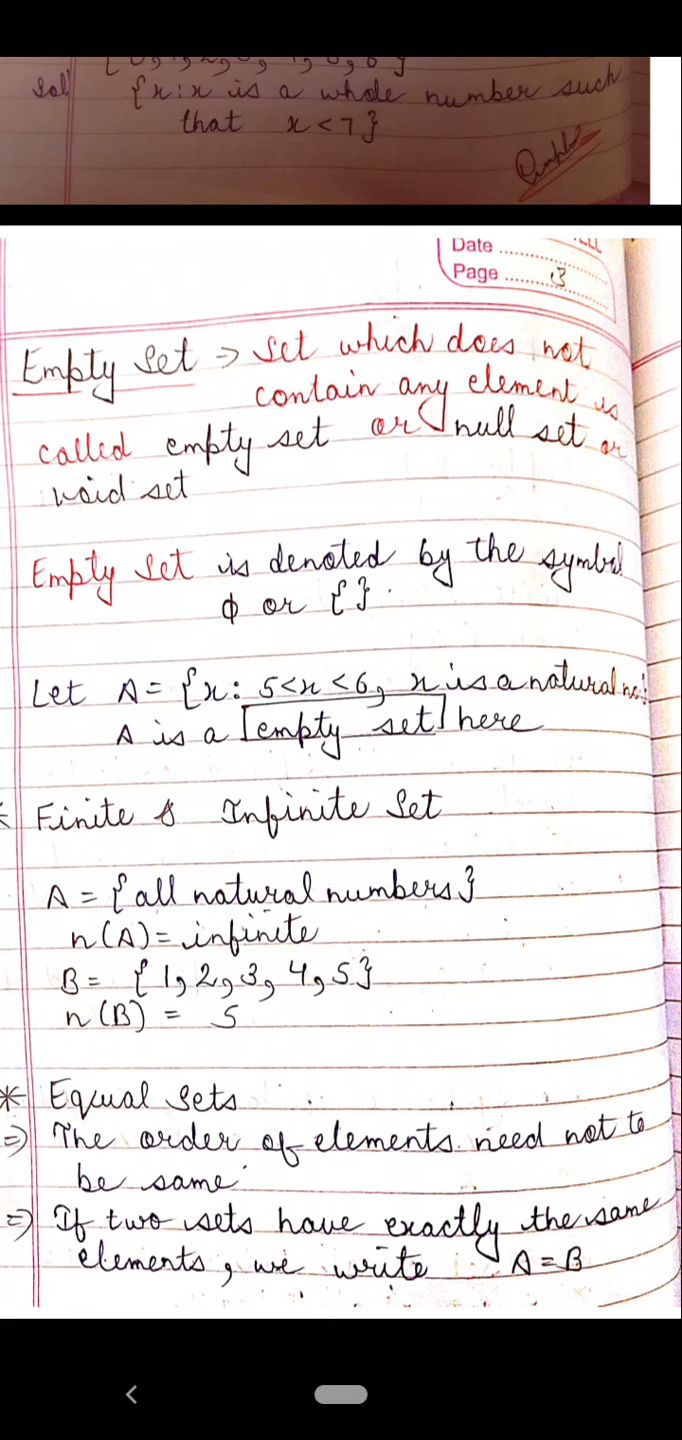 Sol {x:x is a whole number such
that x<7}
Date
Page 13
Empty Set → Set which does not
contain any element is
called empty set or null set or
void set
Empty Set is denoted by the symbol
ϕ or { }.
Let A = {x: 5<x<6, x is a natural no.
A is a [empty set] here
Finite & Infinite Set
A = {all natural numbers}
n(A) = infinite
B = {1, 2, 3, 4, 5}
n(B) = 5
* Equal Sets
⇒ The order of elements need not to
be same
⇒ If two sets have exactly the same
elements, we write A = B